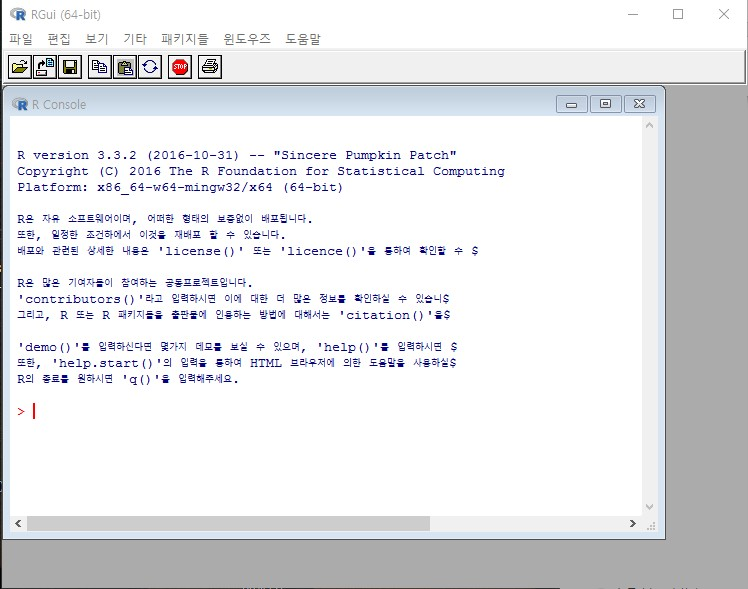 RGui (64-bit)
파일 편집 보기 기타 패키지들 윈도우즈 도움말
STOP
R Console
R version 3.3.2 (2016-10-31) -- "Sincere Pumpkin Patch"
Copyright (C) 2016 The R Foundation for Statistical Computing
Platform: x86_64-w64-mingw32/x64 (64-bit)
R은 자유 소프트웨어이며, 어떠한 형태의 보증없이 배포됩니다.
또한, 일정한 조건하에서 이것을 재배포 할 수 있습니다.
배포와 관련된 상세한 내용은 'license()' 또는 'licence()'을 통하여 확인할 수 $
R은 많은 기여자들이 참여하는 공동프로젝트입니다.
'contributors()'라고 입력하시면 이에 대한 더 많은 정보를 확인하실 수 있습니$
그리고, R 또는 R 패키지들을 출판물에 인용하는 방법에 대해서는 'citation()'을$
'demo()'를 입력하신다면 몇가지 데모를 보실 수 있으며, 'help()'를 입력하시면 $
또한, 'help.start()'의 입력을 통하여 HTML 브라우저에 의한 도움말을 사용하실$
R의 종료를 원하시면 'q()'을 입력해주세요.
>